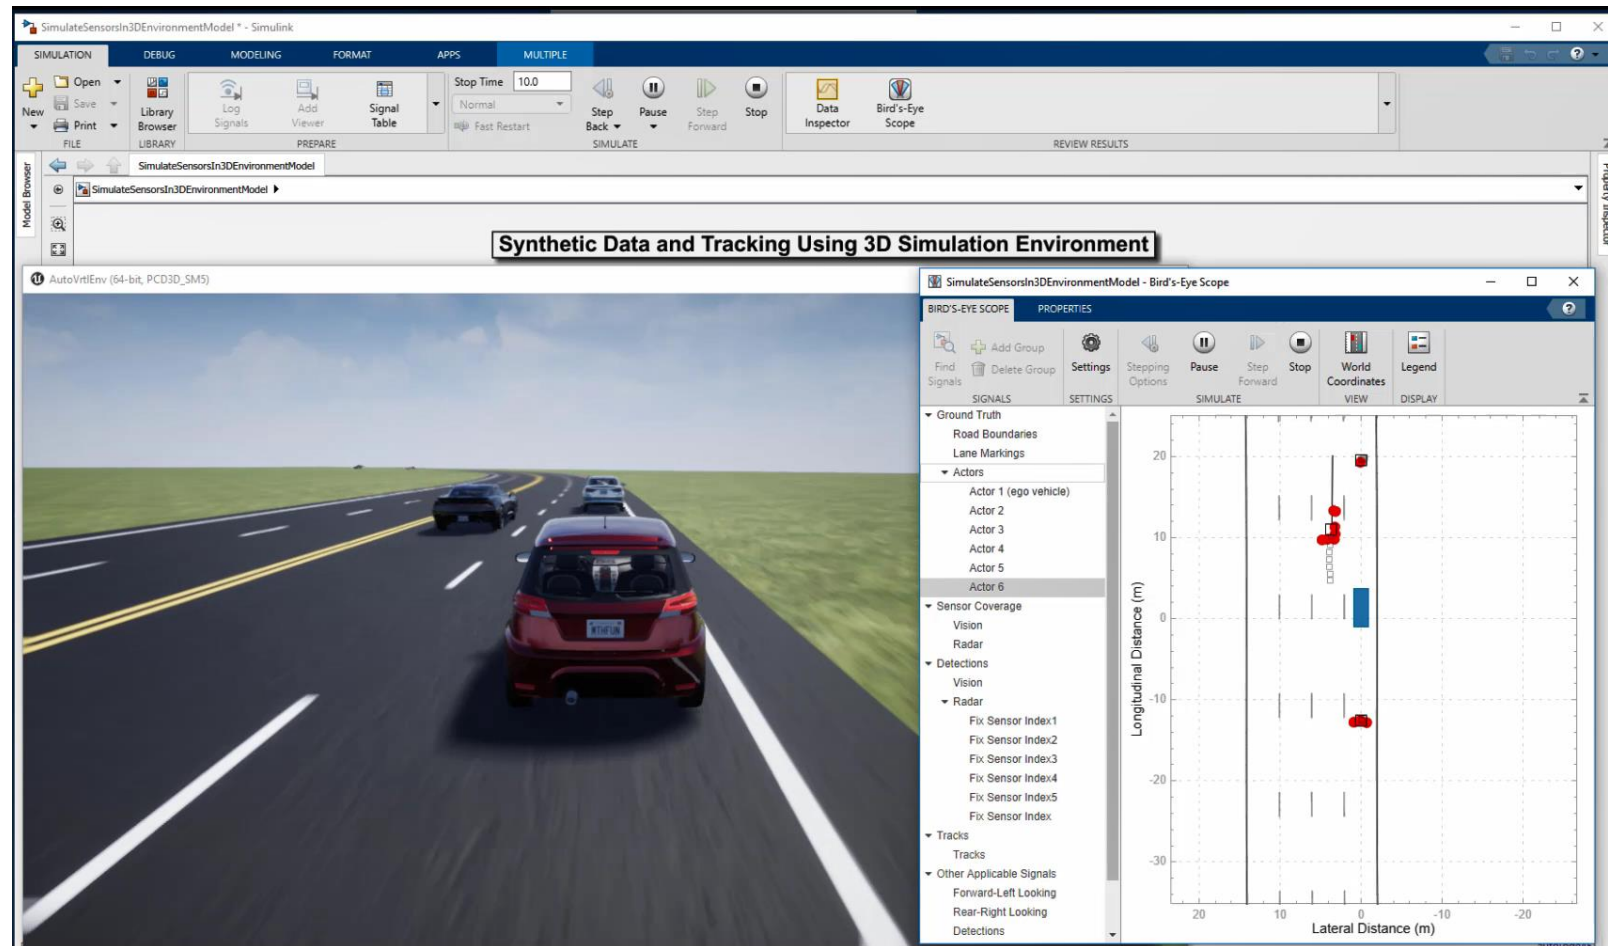 SimulateSensorsIn3DEnvironmentModel * - Simulink
SIMULATION DEBUG MODELING FORMAT APPS MULTIPLE
New
Open
Save
Print
FILE
Library Browser
LIBRARY
Log Signals
Add Viewer
Signal Table
PREPARE
Stop Time 10.0
Normal
Fast Restart
Step Back
Pause
Step Forward
Stop
SIMULATE
Data Inspector
Bird's-Eye Scope
REVIEW RESULTS
Model Browser
SimulateSensorsIn3DEnvironmentModel
SimulateSensorsIn3DEnvironmentModel
Property Inspector
Synthetic Data and Tracking Using 3D Simulation Environment
AutoVrtlEnv (64-bit, PCD3D_SM5)
MTHFUN
SimulateSensorsIn3DEnvironmentModel - Bird's-Eye Scope
BIRD'S-EYE SCOPE PROPERTIES
Find Signals
Add Group
Delete Group
SIGNALS
Settings
SETTINGS
Stepping Options
Pause
Step Forward
Stop
SIMULATE
World Coordinates
VIEW
Legend
DISPLAY
Ground Truth
Road Boundaries
Lane Markings
Actors
Actor 1 (ego vehicle)
Actor 2
Actor 3
Actor 4
Actor 5
Actor 6
Sensor Coverage
Vision
Radar
Detections
Vision
Radar
Fix Sensor Index1
Fix Sensor Index2
Fix Sensor Index3
Fix Sensor Index4
Fix Sensor Index5
Fix Sensor Index
Tracks
Tracks
Other Applicable Signals
Forward-Left Looking
Rear-Right Looking
Detections
Longitudinal Distance (m)
20
10
0
-10
-20
-30
20 10 0 -10 -20
Lateral Distance (m)